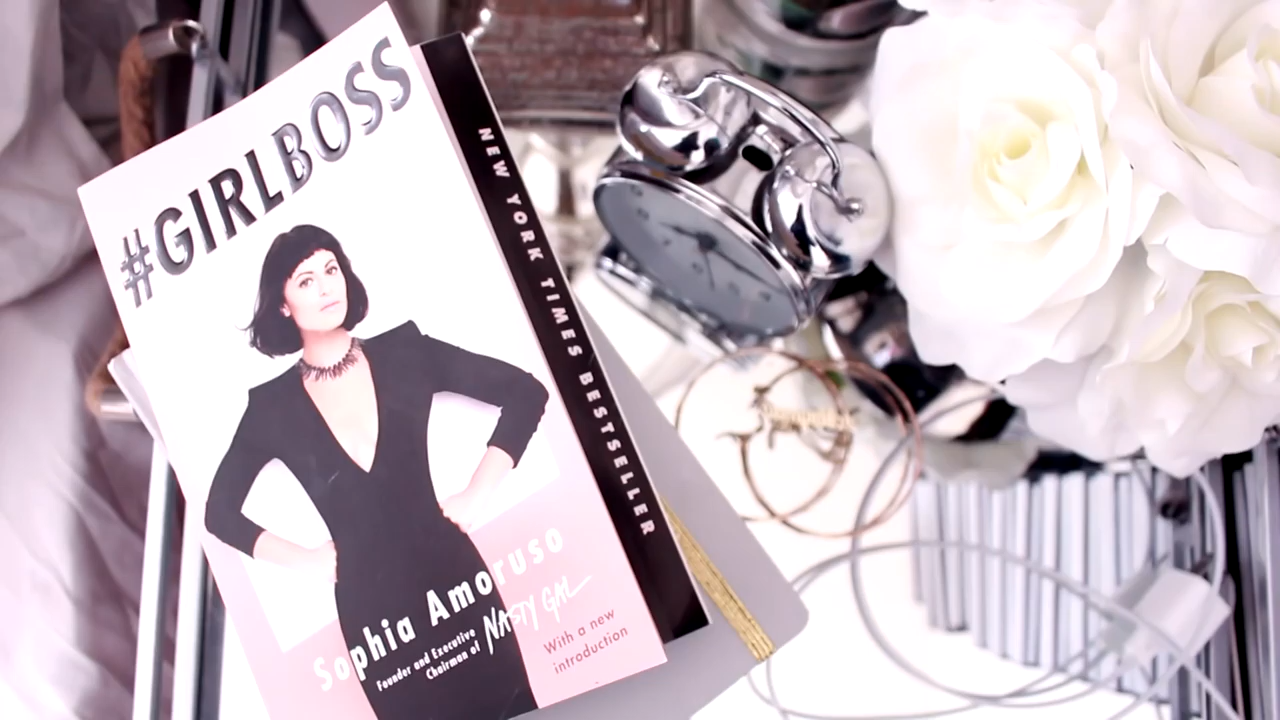 #GIRLBOSS
NEW YORK TIMES BESTSELLER
Sophia Amoruso
Founder and Executive
Chairman of NASTY GAL
With a new
introduction